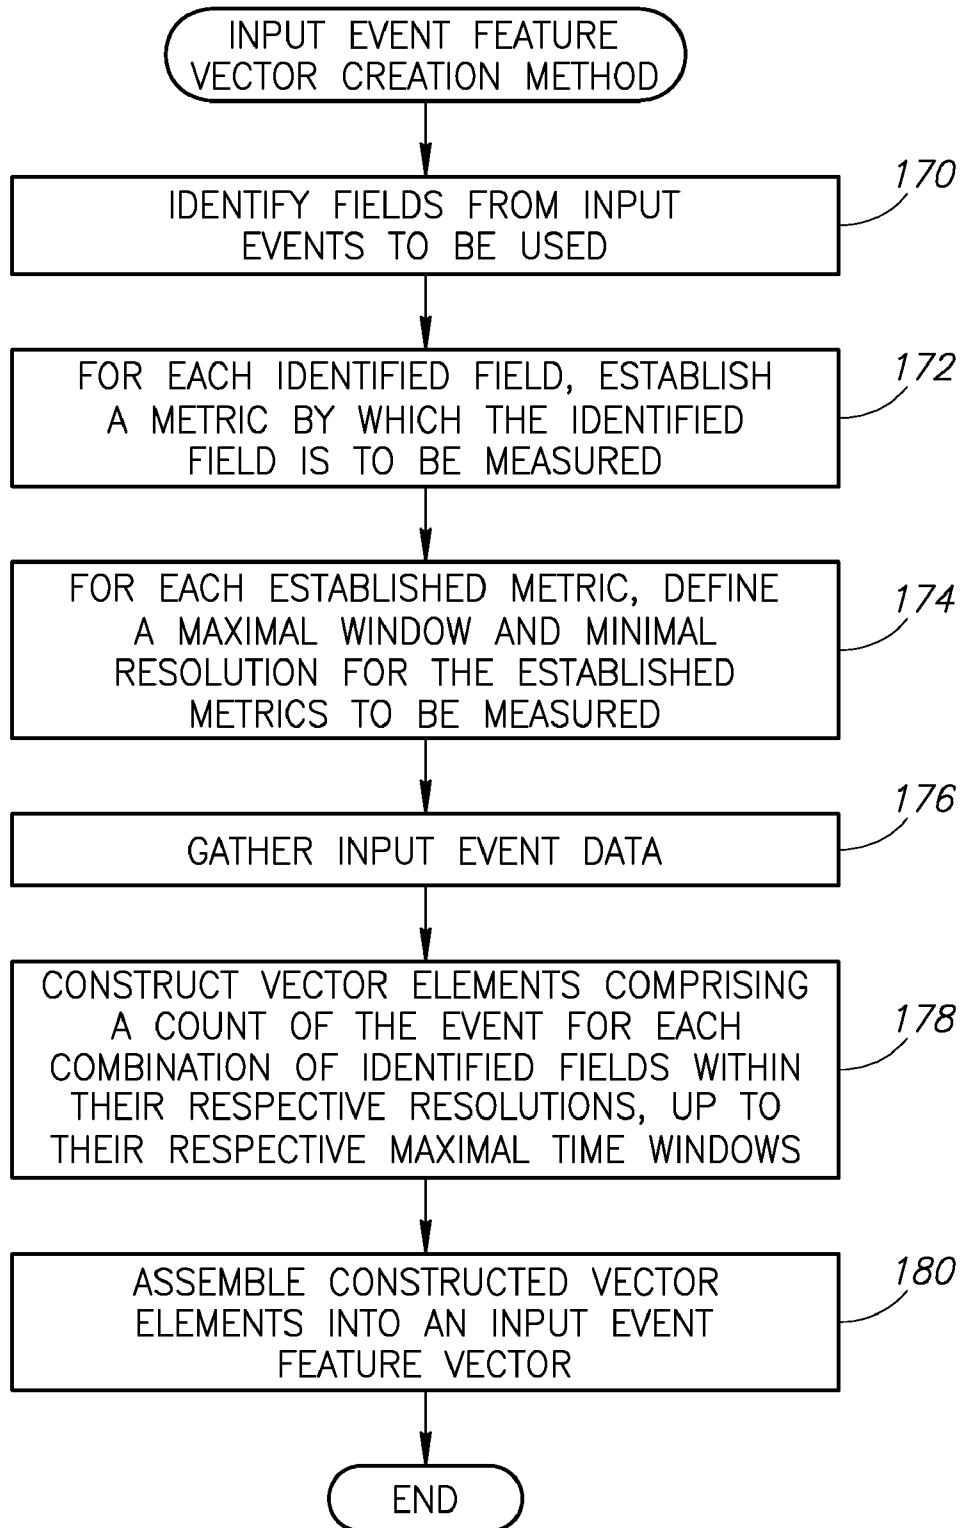 INPUT EVENT FEATURE
VECTOR CREATION METHOD
170
IDENTIFY FIELDS FROM INPUT
EVENTS TO BE USED
172
FOR EACH IDENTIFIED FIELD, ESTABLISH
A METRIC BY WHICH THE IDENTIFIED
FIELD IS TO BE MEASURED
174
FOR EACH ESTABLISHED METRIC, DEFINE
A MAXIMAL WINDOW AND MINIMAL
RESOLUTION FOR THE ESTABLISHED
METRICS TO BE MEASURED
176
GATHER INPUT EVENT DATA
178
CONSTRUCT VECTOR ELEMENTS COMPRISING
A COUNT OF THE EVENT FOR EACH
COMBINATION OF IDENTIFIED FIELDS WITHIN
THEIR RESPECTIVE RESOLUTIONS, UP TO
THEIR RESPECTIVE MAXIMAL TIME WINDOWS
180
ASSEMBLE CONSTRUCTED VECTOR
ELEMENTS INTO AN INPUT EVENT
FEATURE VECTOR
END